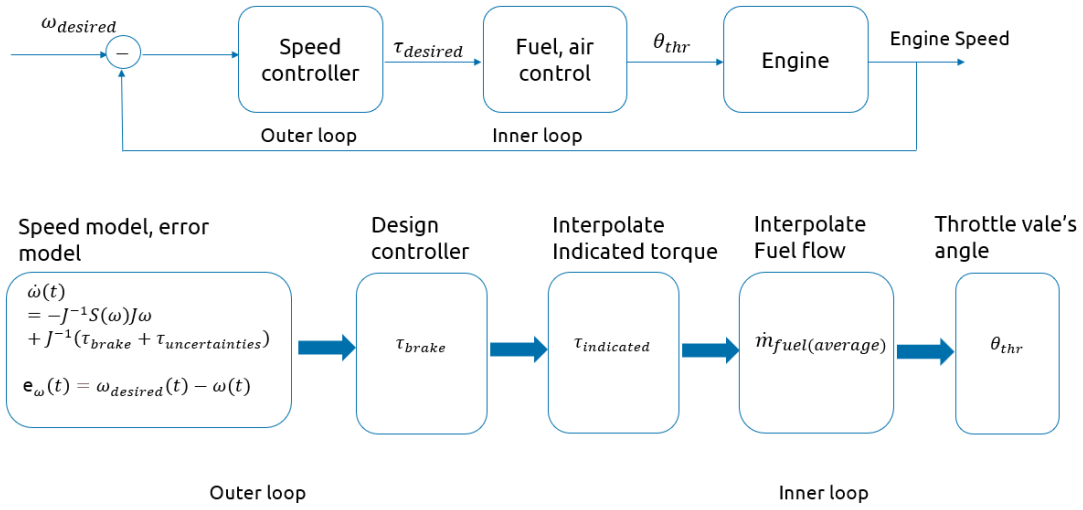 ω_desired
−
Speed
controller
τ_desired
Fuel, air
control
θ_thr
Engine
Engine Speed
Outer loop
Inner loop
Speed model, error
model
Design
controller
Interpolate
Indicated torque
Interpolate
Fuel flow
Throttle vale's
angle
ω̇(t)
= −J⁻¹S(ω)Jω
+ J⁻¹(τ_brake + τ_uncertainties)
e_ω(t) = ω_desired(t) − ω(t)
τ_brake
τ_indicated
ṁ_fuel(average)
θ_thr
Outer loop
Inner loop